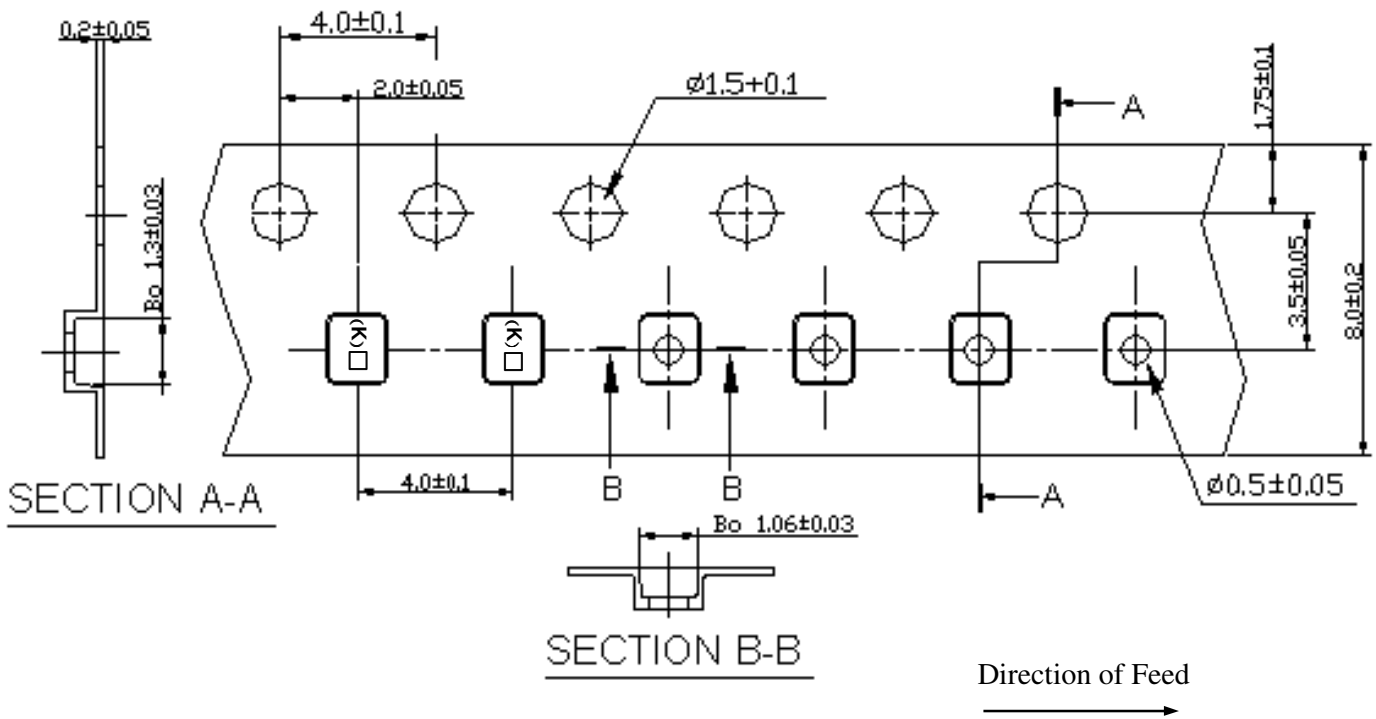 0.2±0.05
4.0±0.1
2.0±0.05
ø1.5+0.1
A
1.75±0.1
Bo 1.3±0.03
3.5±0.05
8.0±0.2
(K)□
(K)□
SECTION A-A
4.0±0.1
B
B
A
ø0.5±0.05
Bo 1.06±0.03
SECTION B-B
Direction of Feed